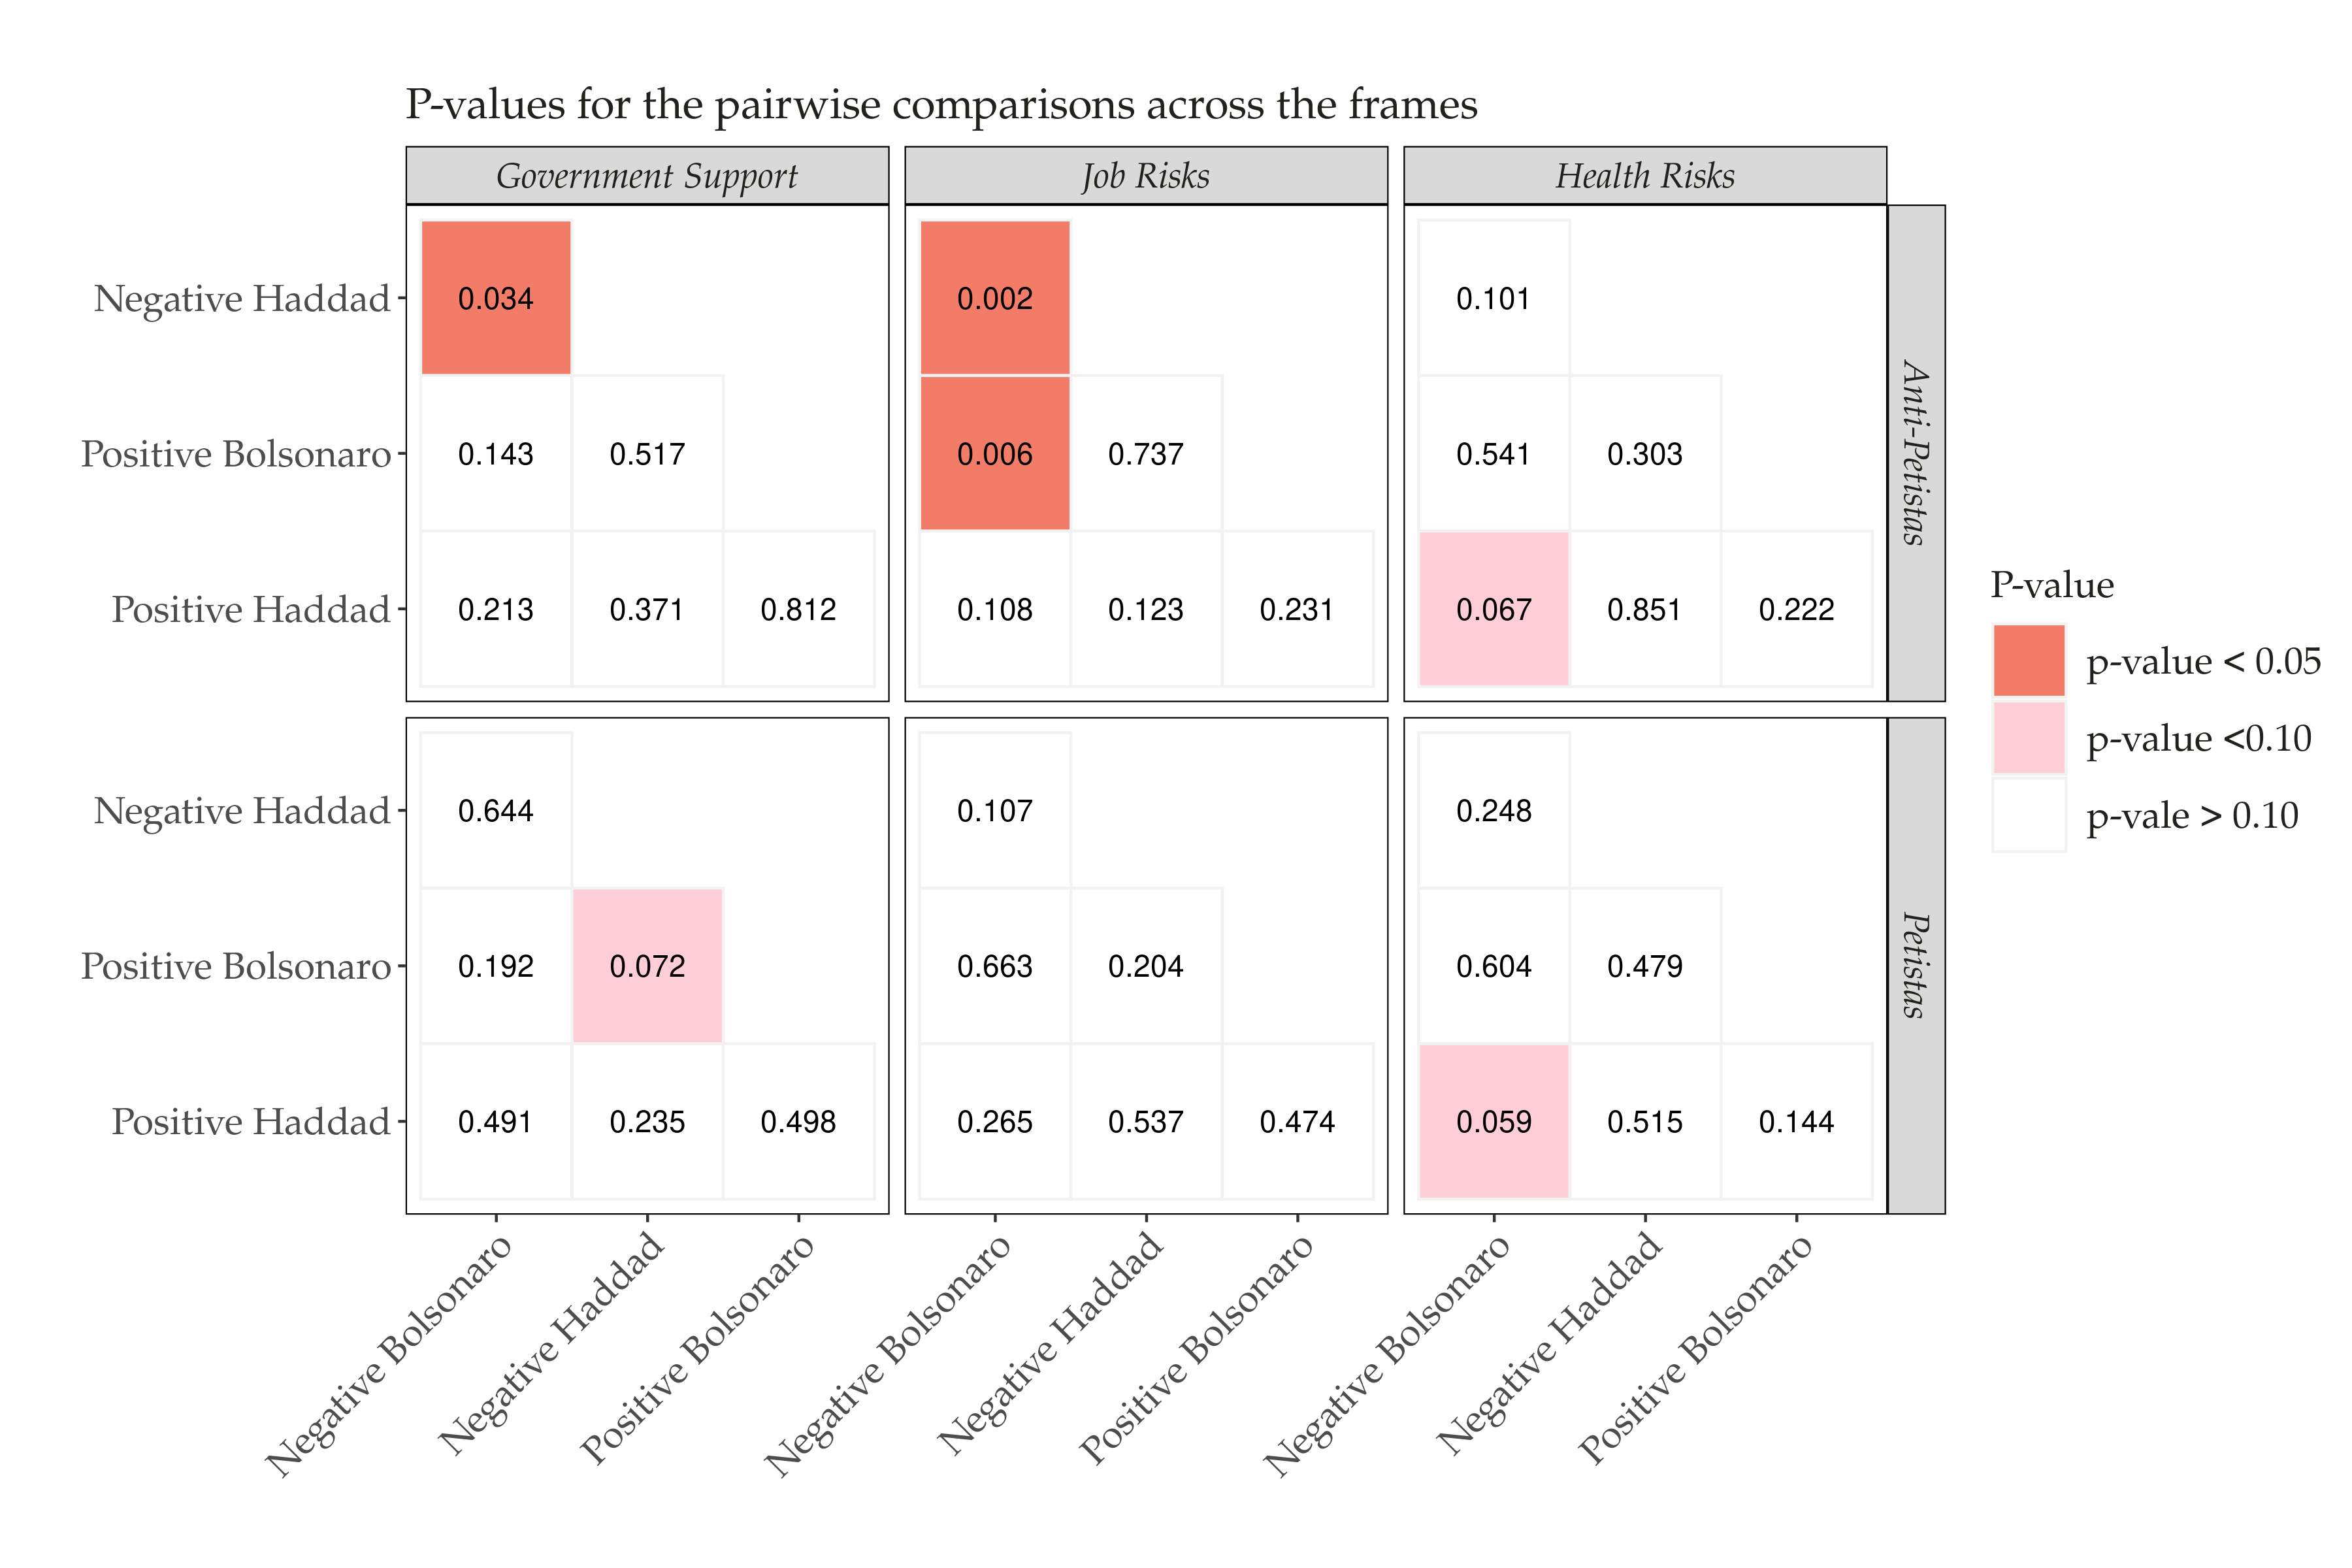 P-values for the pairwise comparisons across the frames
Government Support
Job Risks
Health Risks
Anti-Petistas
Negative Haddad
0.034
0.002
0.101
Positive Bolsonaro
0.143
0.517
0.006
0.737
0.541
0.303
Positive Haddad
0.213
0.371
0.812
0.108
0.123
0.231
0.067
0.851
0.222
Petistas
Negative Haddad
0.644
0.107
0.248
Positive Bolsonaro
0.192
0.072
0.663
0.204
0.604
0.479
Positive Haddad
0.491
0.235
0.498
0.265
0.537
0.474
0.059
0.515
0.144
Negative Bolsonaro
Negative Haddad
Positive Bolsonaro
Negative Bolsonaro
Negative Haddad
Positive Bolsonaro
Negative Bolsonaro
Negative Haddad
Positive Bolsonaro
P-value
p-value < 0.05
p-value <0.10
p-vale > 0.10